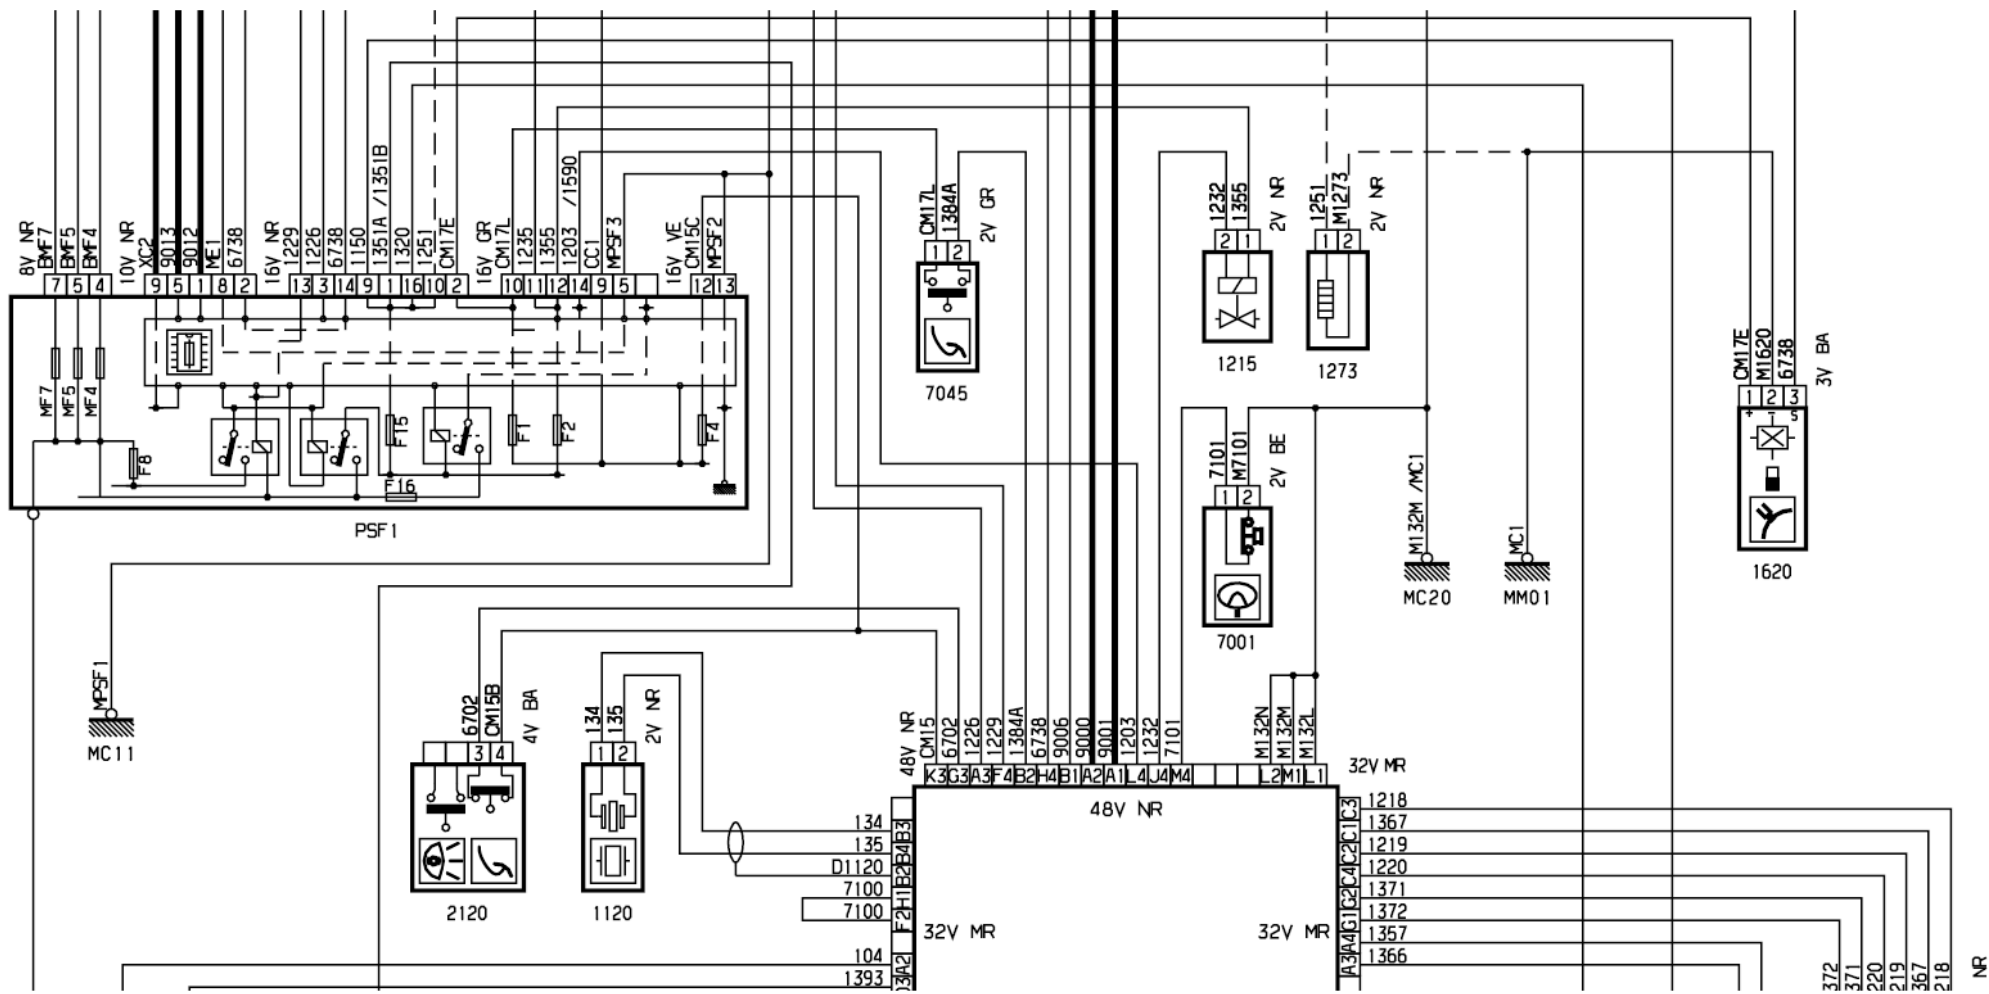 8V NR
BMF7
BMF5
BMF4
10V NR
XC2
9013
9012
ME1
6738
16V NR
1229
1226
6738
1150
1351A /1351B
1320
1251
CM17E
16V GR
CM17L
1235
1355
1203 /1590
CC1
MPSF3
16V VE
CM15C
MPSF2
7 5 4
9 5 1 8 2
13 3 14 9 1 16 10 2
10 11 12 14 9 5
12 13
MF7
MF5
MF4
F8
F15
F16
F1
F2
F4
PSF1
CM17L
1384A
2V GR
1 2
7045
1232
1355
2V NR
2 1
1215
1251
M1273
2V NR
1 2
1273
CM17E
M1620
6738
3V BA
1 2 3
+ - S
1620
7101
M7101
2V BE
1 2
7001
M132M /MC1
MC20
MC1
MM01
MPSF1
MC11
6702
CM15B
4V BA
3 4
2120
134
135
2V NR
1 2
1120
48V NR
CM15
6702
1226
1229
1384A
6738
9006
9000
9001
1203
1232
7101
M132N
M132M
M132L
K3 G3 A3 F4 B2 H4 B1 A2 A1 L4 J4 M4 L2 M1 L1
32V MR
48V NR
134 B3
135 B4
D1120 B2
7100 H1
7100 F2
104 A2
1393 D3
32V MR
32V MR
C3 1218
C1 1367
C2 1219
C4 1220
G2 1371
G1 1372
A4 1357
A3 1366
372
371
220
219
367
218
NR